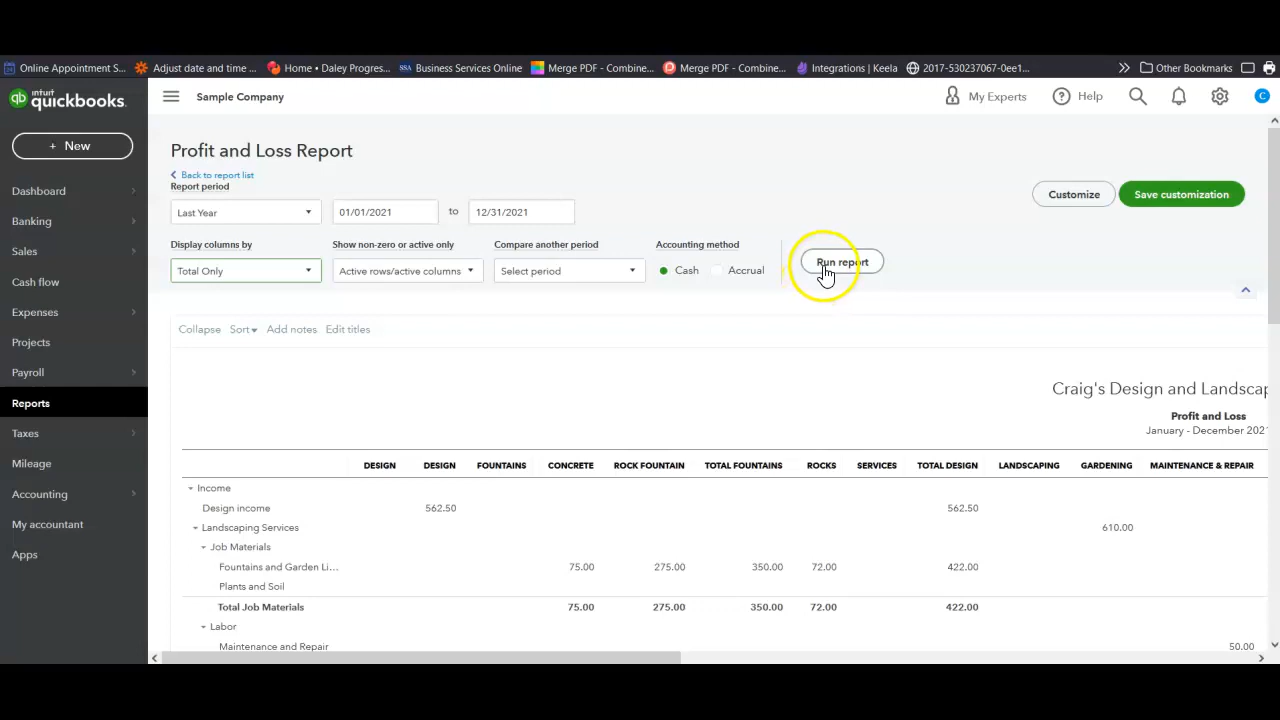 Online Appointment S... Adjust date and time ... Home • Daley Progres... SSA Business Services Online Merge PDF - Combine... Merge PDF - Combine... Integrations | Keela 2017-530237067-0ee1... Other Bookmarks
qb intuit quickbooks. Sample Company My Experts Help C
+ New
Profit and Loss Report
Back to report list
Report period
Last Year 01/01/2021 to 12/31/2021
Customize Save customization
Display columns by Show non-zero or active only Compare another period Accounting method
Total Only Active rows/active columns Select period Cash Accrual Run report
Dashboard
Banking
Sales
Cash flow
Expenses
Projects
Payroll
Reports
Taxes
Mileage
Accounting
My accountant
Apps
Collapse Sort Add notes Edit titles
Craig's Design and Landscap
Profit and Loss
January - December 2021
DESIGN DESIGN FOUNTAINS CONCRETE ROCK FOUNTAIN TOTAL FOUNTAINS ROCKS SERVICES TOTAL DESIGN LANDSCAPING GARDENING MAINTENANCE & REPAIR
Income
Design income 562.50 562.50
Landscaping Services 610.00
Job Materials
Fountains and Garden Li... 75.00 275.00 350.00 72.00 422.00
Plants and Soil
Total Job Materials 75.00 275.00 350.00 72.00 422.00
Labor
Maintenance and Repair 50.00